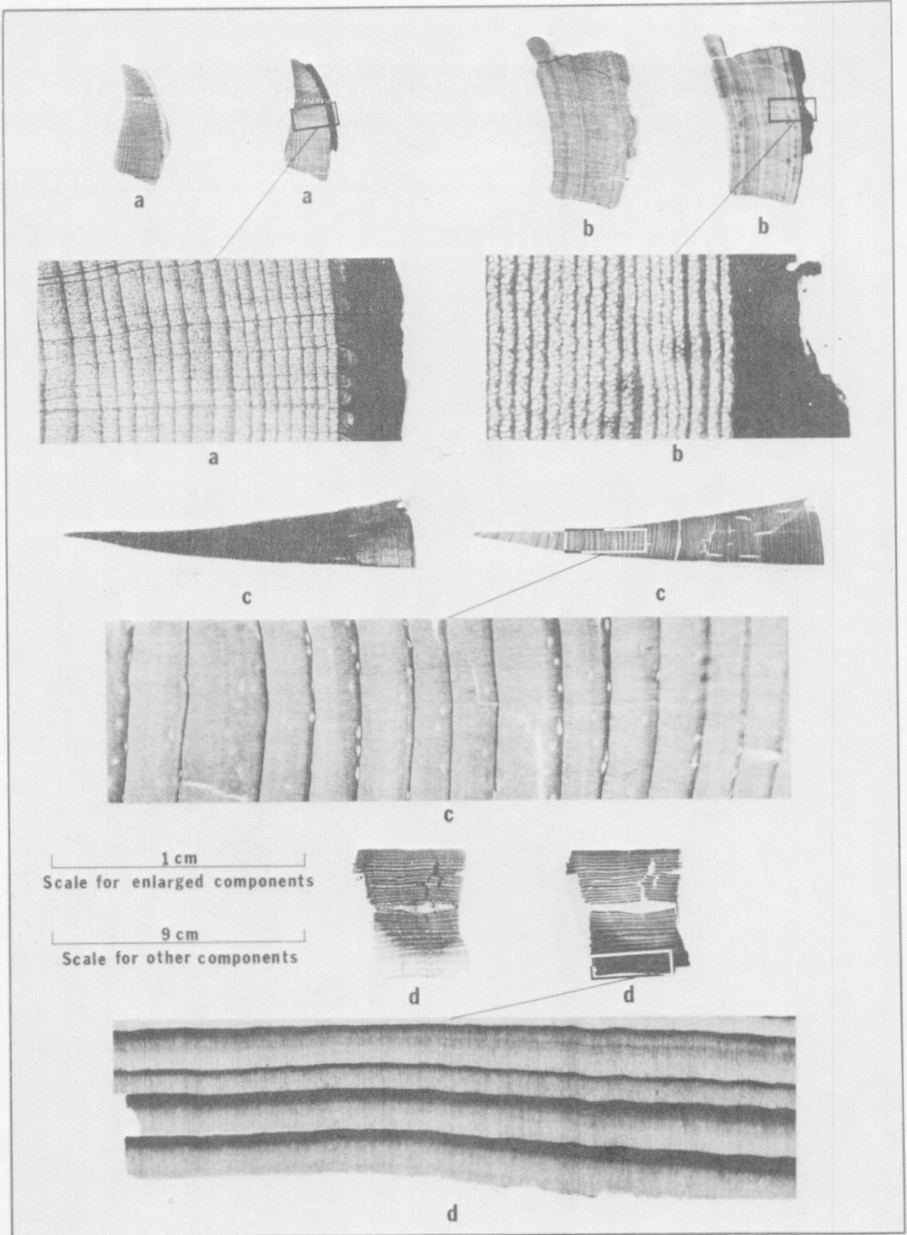 a
a
b
b
a
b
c
c
c
1 cm
Scale for enlarged components
9 cm
Scale for other components
d
d
d